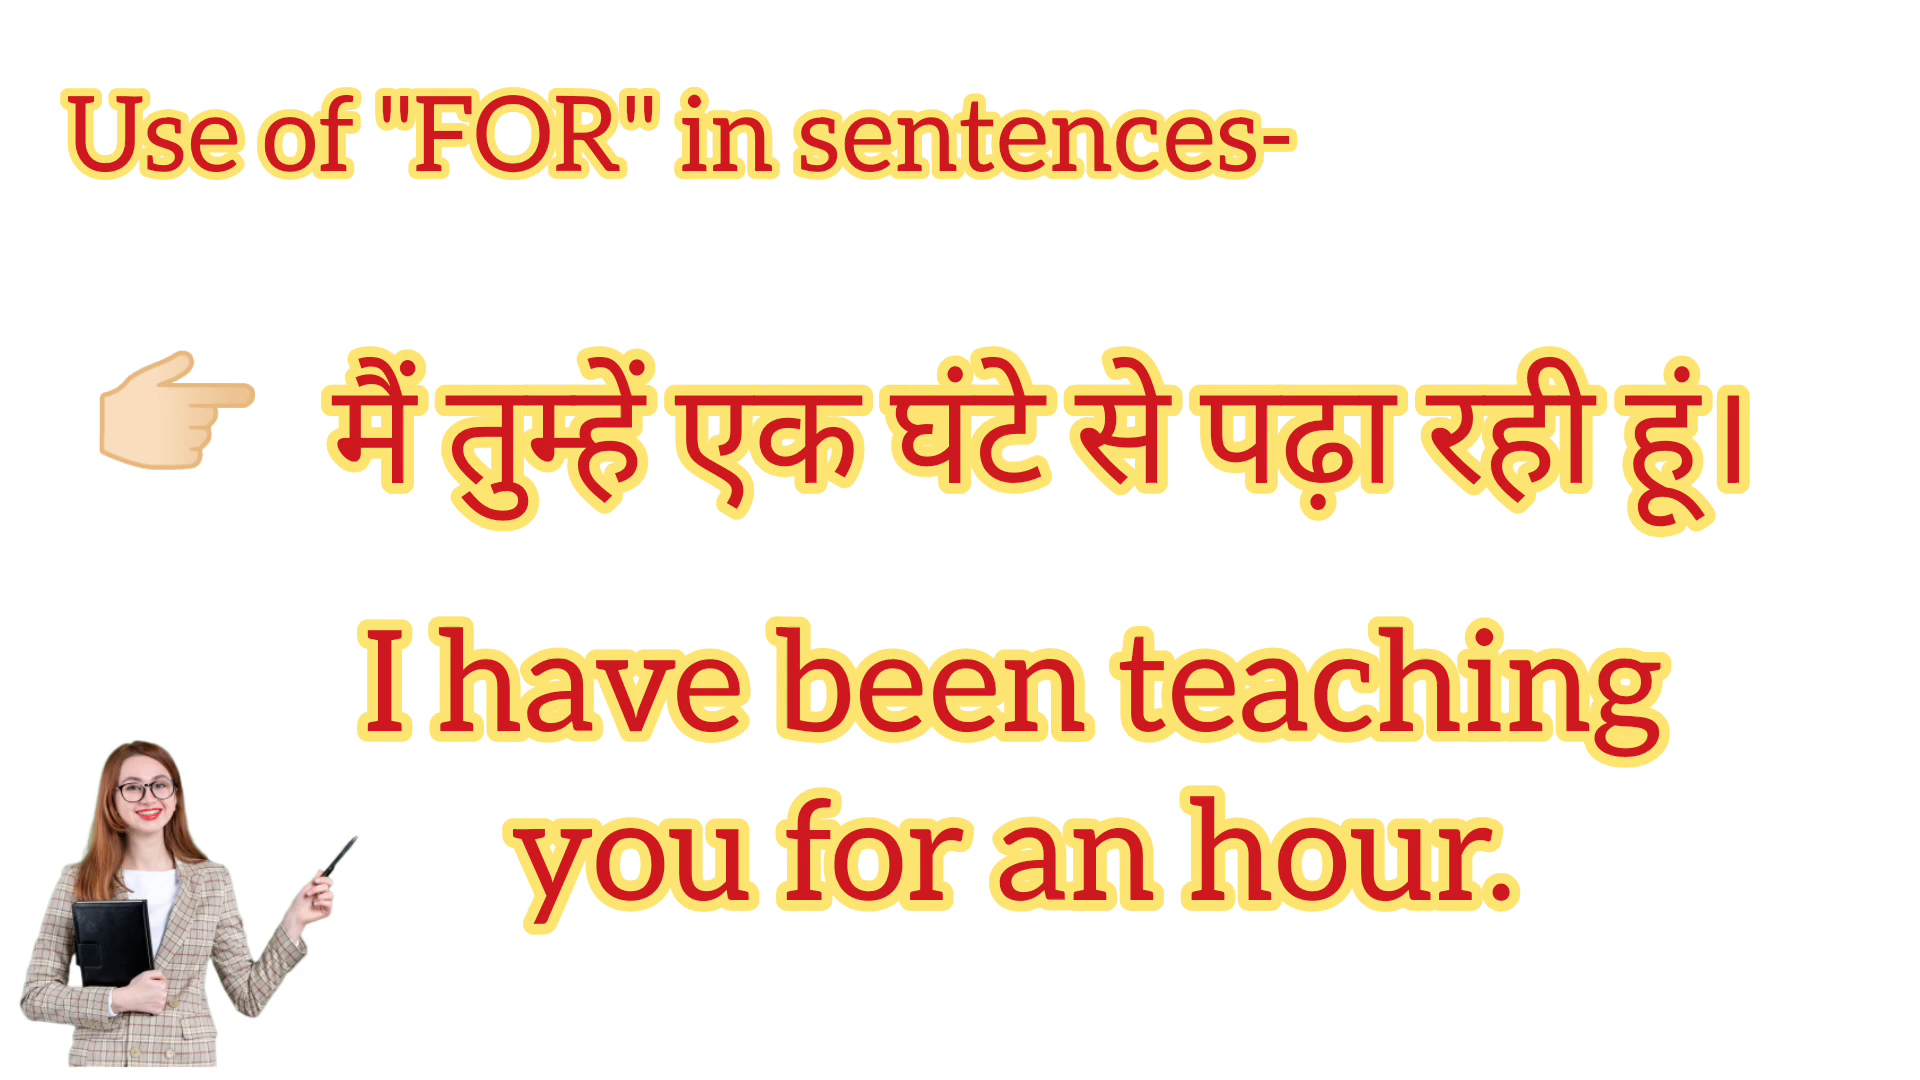 Use of "FOR" in sentences-
मैं तुम्हें एक घंटे से पढ़ा रही हूं।
I have been teaching
you for an hour.